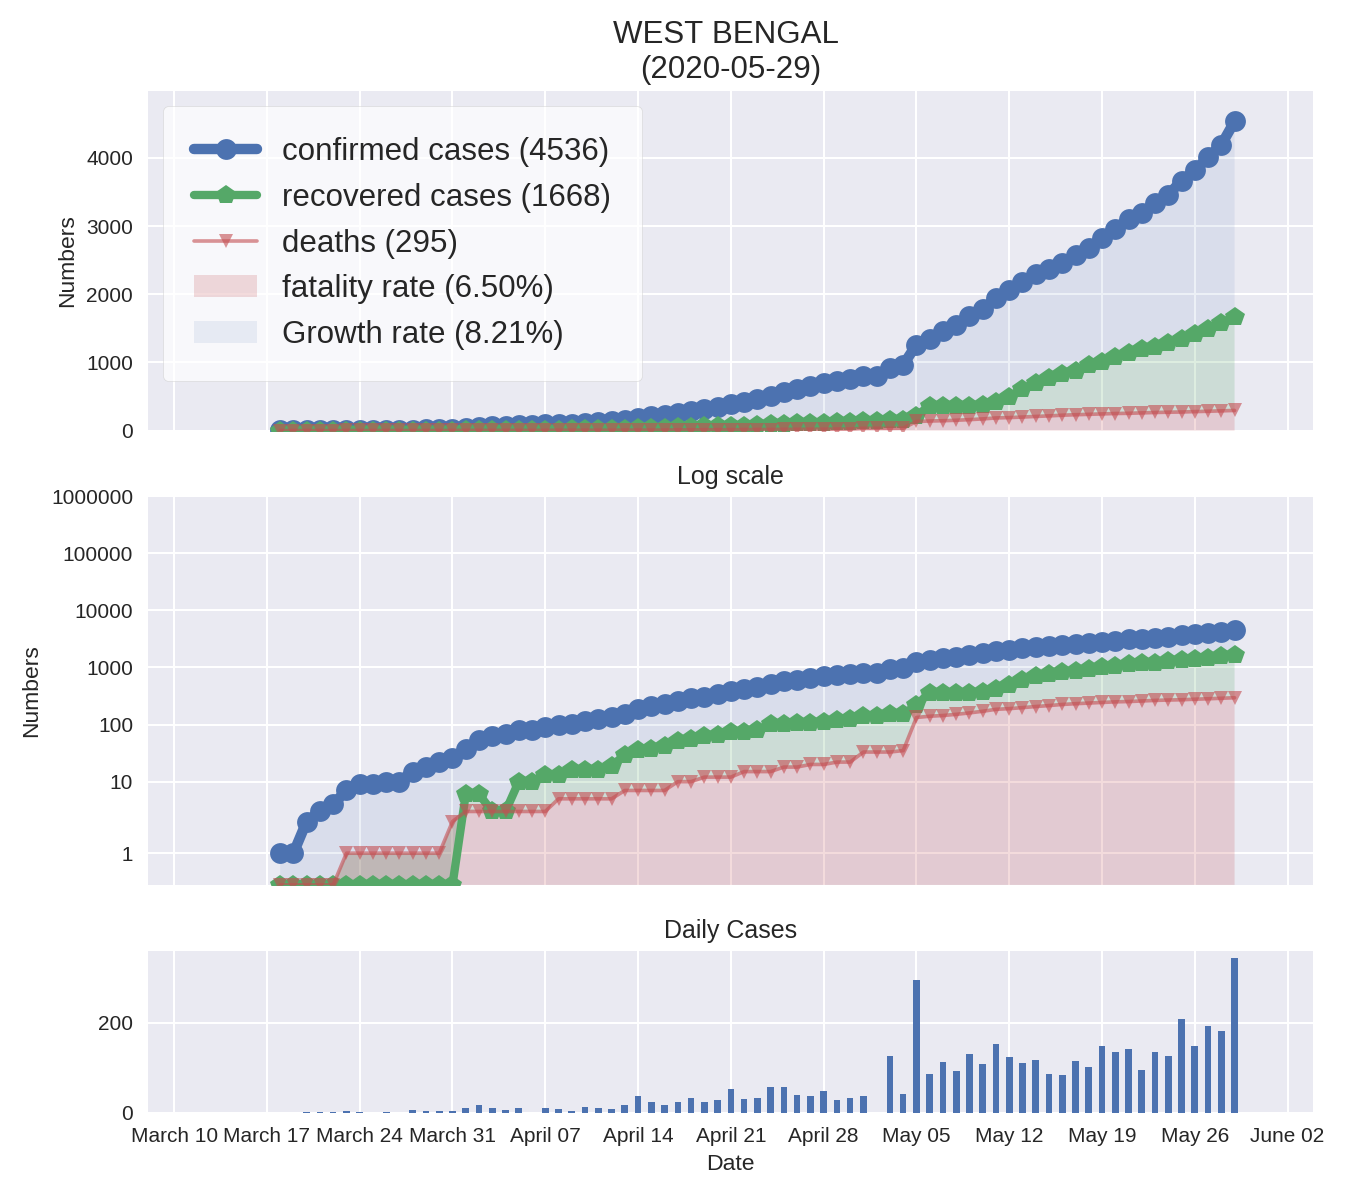 WEST BENGAL
(2020-05-29)
confirmed cases (4536)
recovered cases (1668)
deaths (295)
fatality rate (6.50%)
Growth rate (8.21%)
Numbers
4000
3000
2000
1000
0
Log scale
Numbers
1000000
100000
10000
1000
100
10
1
Daily Cases
200
0
March 10 March 17 March 24 March 31 April 07 April 14 April 21 April 28 May 05 May 12 May 19 May 26 June 02
Date